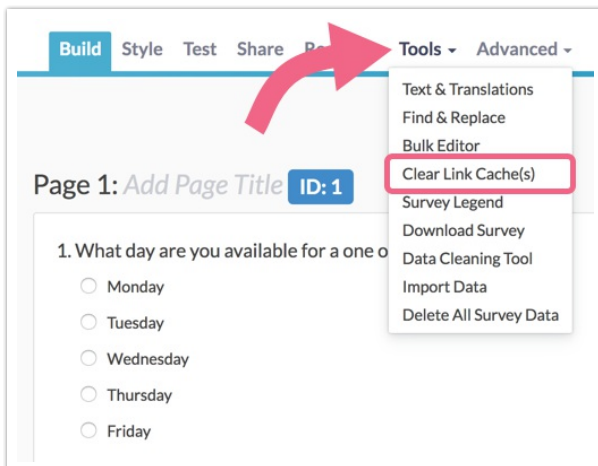 Build Style Test Share Tools Advanced
Text & Translations
Find & Replace
Bulk Editor
Clear Link Cache(s)
Survey Legend
Download Survey
Data Cleaning Tool
Import Data
Delete All Survey Data
Page 1: Add Page Title ID: 1
1. What day are you available for a one o
Monday
Tuesday
Wednesday
Thursday
Friday